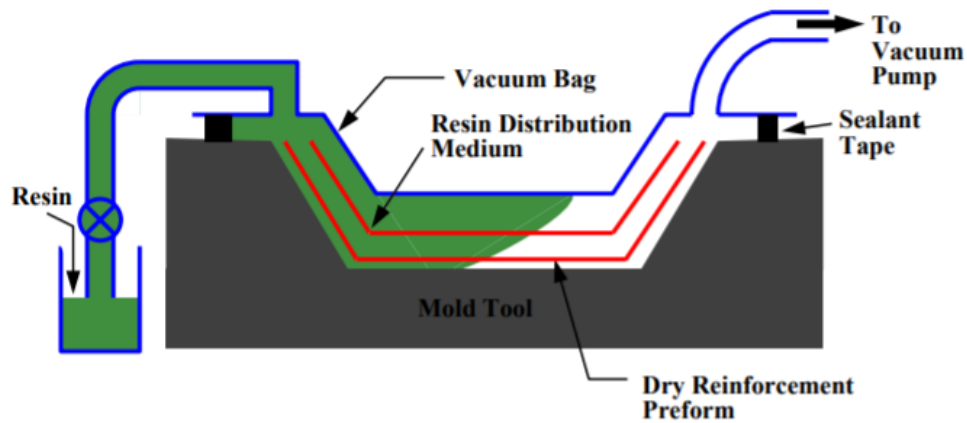 To
Vacuum
Pump
Vacuum Bag
Resin Distribution
Medium
Sealant
Tape
Resin
Mold Tool
Dry Reinforcement
Preform